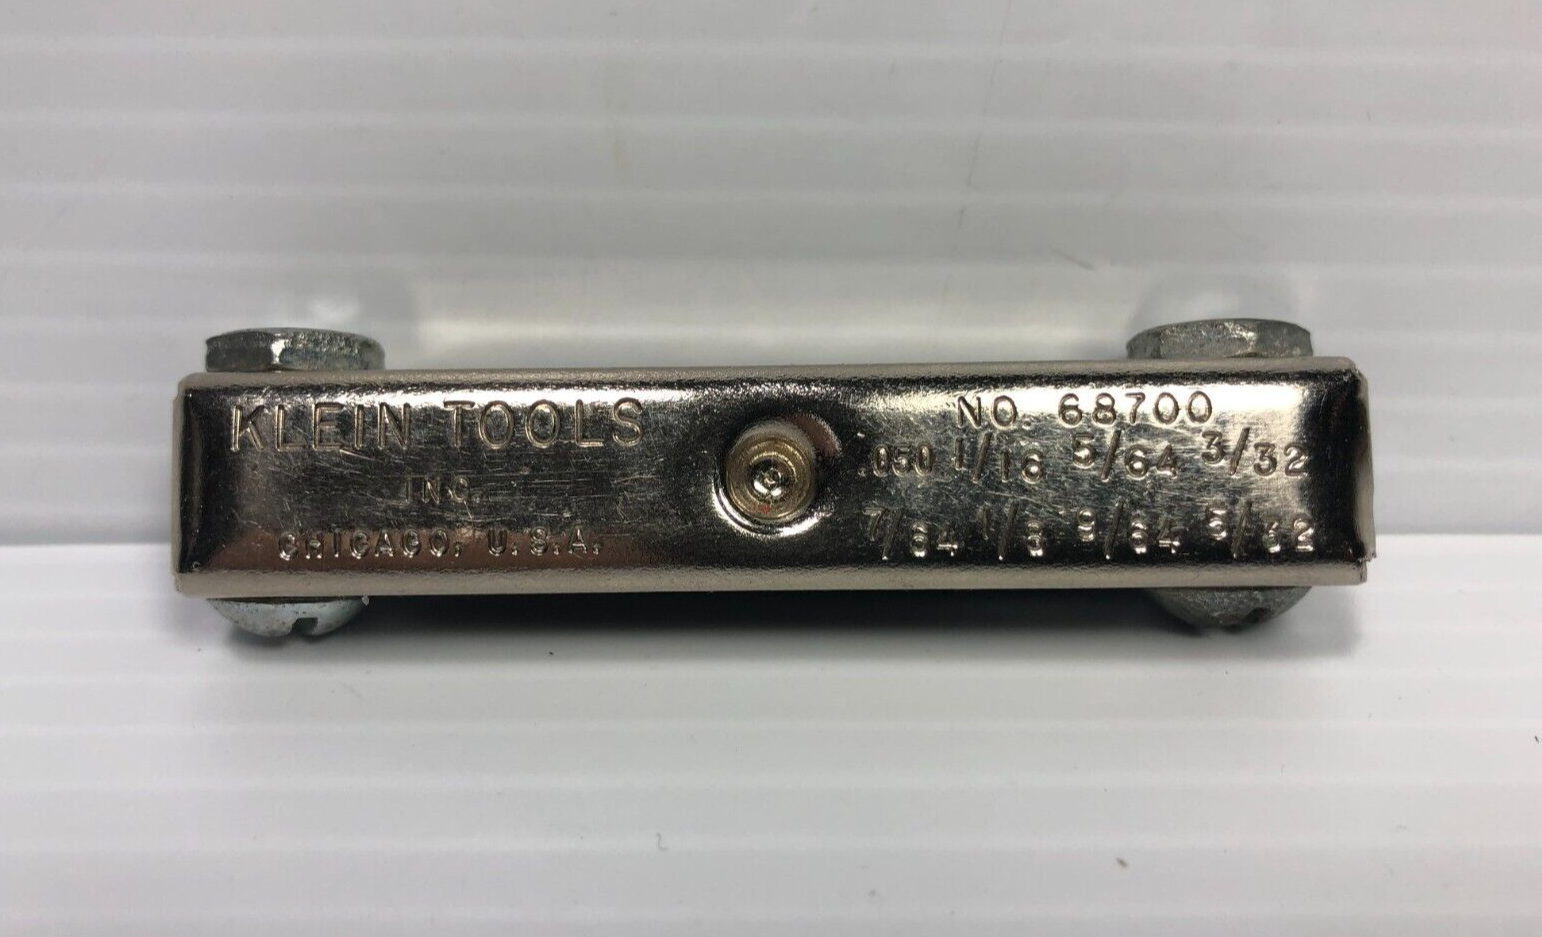 KLEIN TOOLS
INC.
CHICAGO, U.S.A.
NO. 68700
.050 1/16 5/64 3/32
7/64 1/8 9/64 5/32